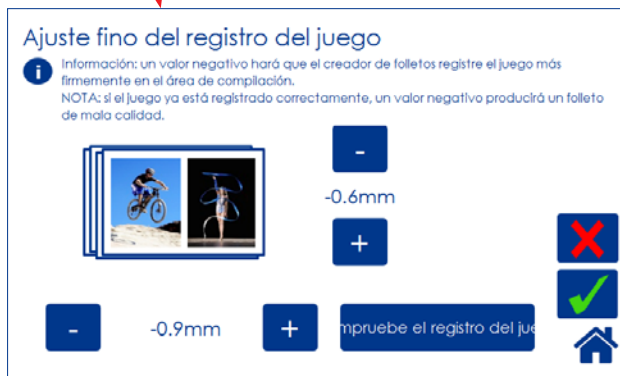 Ajuste fino del registro del juego
i Información: un valor negativo hará que el creador de folletos registre el juego más
firmemente en el área de compilación.
NOTA: si el juego ya está registrado correctamente, un valor negativo producirá un folleto
de mala calidad.
-
-0.6mm
+
- -0.9mm + mpruebe el registro del jue